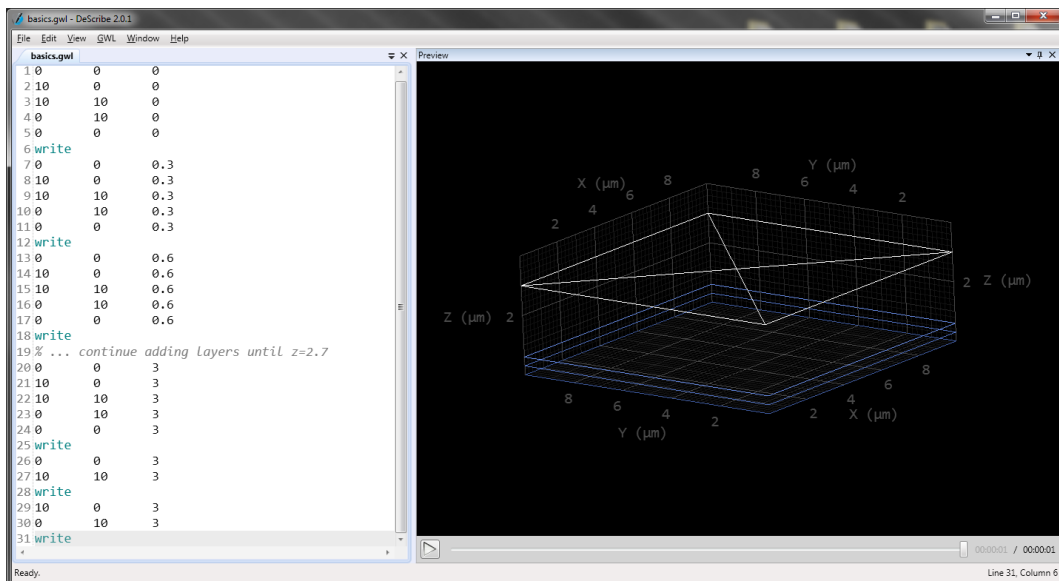 basics.gwl - DeScribe 2.0.1
File Edit View GWL Window Help
basics.gwl
Preview
1 0 0 0
2 10 0 0
3 10 10 0
4 0 10 0
5 0 0 0
6 write
7 0 0 0.3
8 10 0 0.3
9 10 10 0.3
10 0 10 0.3
11 0 0 0.3
12 write
13 0 0 0.6
14 10 0 0.6
15 10 10 0.6
16 0 10 0.6
17 0 0 0.6
18 write
19 % ... continue adding layers until z=2.7
20 0 0 3
21 10 0 3
22 10 10 3
23 0 10 3
24 0 0 3
25 write
26 0 0 3
27 10 10 3
28 write
29 10 0 3
30 0 10 3
31 write
X (µm) 2 4 6 8
Y (µm) 8 6 4 2
Z (µm) 2
2 Z (µm)
8 6 4 2 Y (µm)
2 4 6 8 X (µm)
00:00:01 / 00:00:01
Ready.
Line 31, Column 6